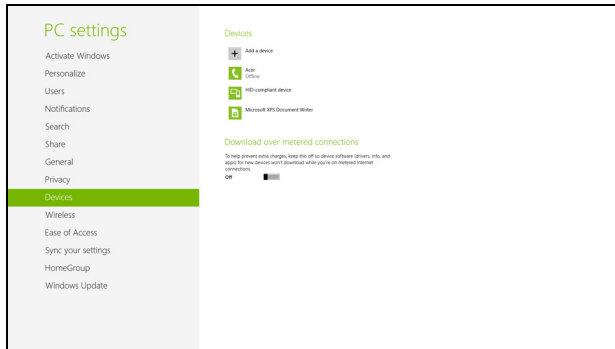 PC settings
Activate Windows
Personalize
Users
Notifications
Search
Share
General
Privacy
Devices
Wireless
Ease of Access
Sync your settings
HomeGroup
Windows Update
Devices
Add a device
Acer
Offline
HID-compliant device
Microsoft XPS Document Writer
Download over metered connections
To help prevent extra charges, keep this off so device software (drivers, info, and
apps) for new devices won't download while you're on metered Internet
connections.
Off